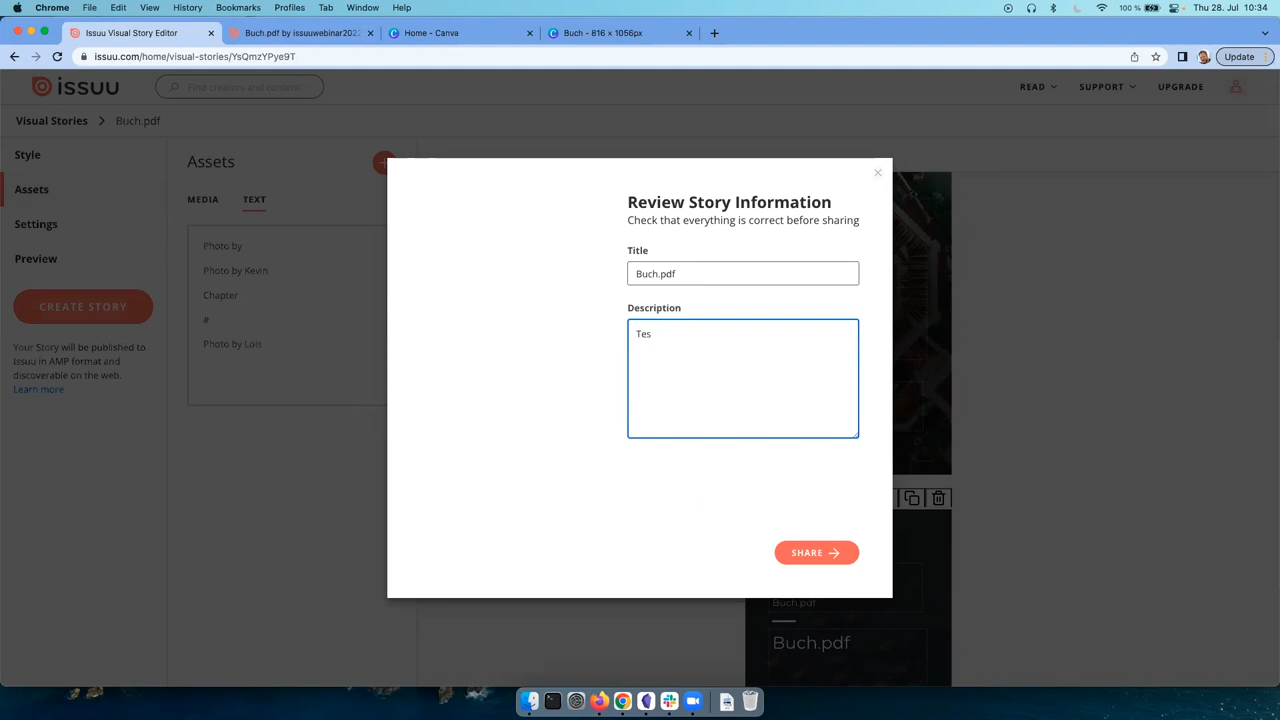 Chrome File Edit View History Bookmarks Profiles Tab Window Help 100 % Thu 28. Jul 10:34
Issuu Visual Story Editor Buch.pdf by issuuwebinar202 Home - Canva Buch - 816 × 1056px
issuu.com/home/visual-stories/YsQmzYPye9T Update
issuu Find creators and content READ SUPPORT UPGRADE
Visual Stories Buch.pdf
Style
Assets
Settings
Preview
CREATE STORY
Your Story will be published to
Issuu in AMP format and
discoverable on the web.
Learn more
Assets
MEDIA TEXT
Photo by
Photo by Kevin
Chapter
#
Photo by Lois
Review Story Information
Check that everything is correct before sharing
Title
Buch.pdf
Description
Tes
SHARE
Buch.pdf
Buch.pdf